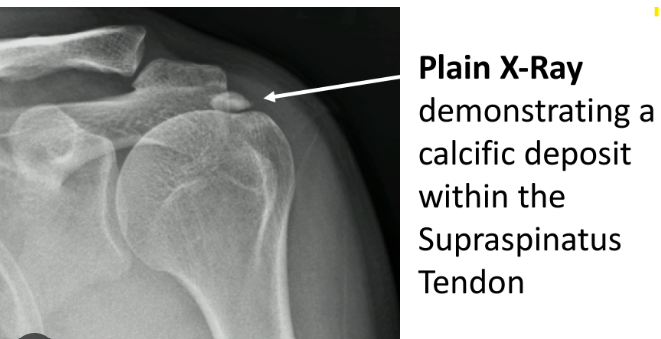 Plain X-Ray
demonstrating a
calcific deposit
within the
Supraspinatus
Tendon